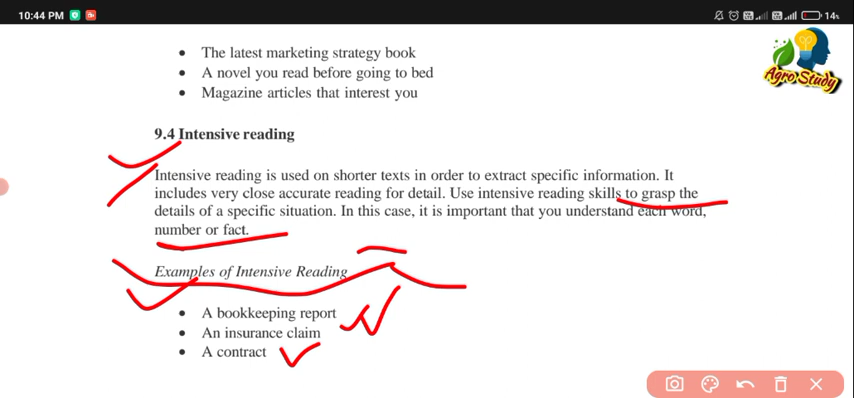 10:44 PM
14%
• The latest marketing strategy book
• A novel you read before going to bed
• Magazine articles that interest you
Agro Study
9.4 Intensive reading
Intensive reading is used on shorter texts in order to extract specific information. It
includes very close accurate reading for detail. Use intensive reading skills to grasp the
details of a specific situation. In this case, it is important that you understand each word,
number or fact.
Examples of Intensive Reading
• A bookkeeping report
• An insurance claim
• A contract